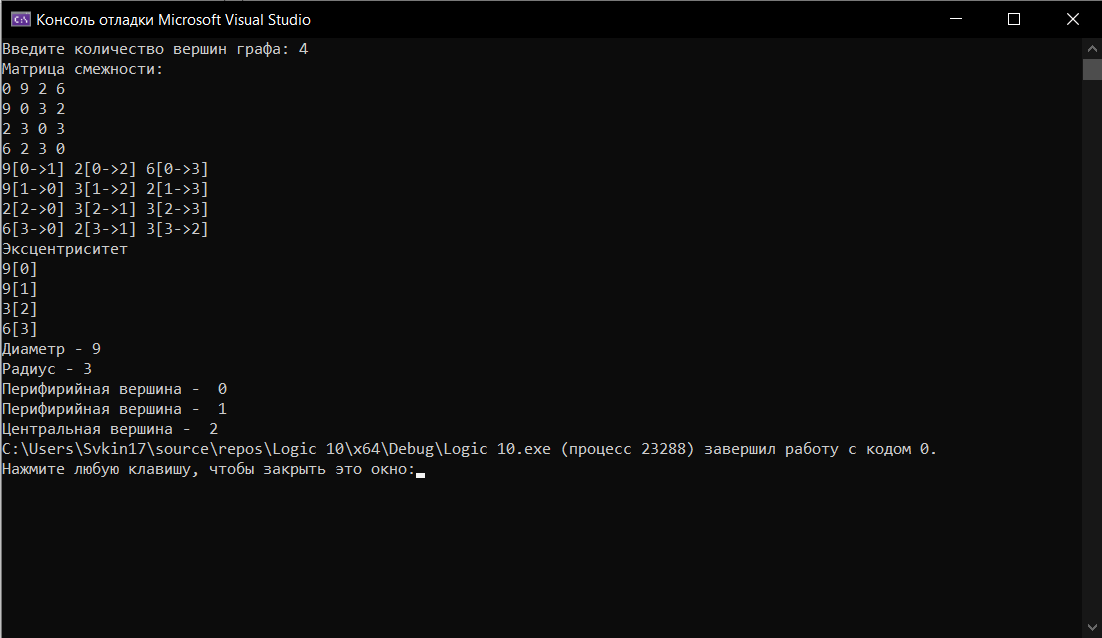 Консоль отладки Microsoft Visual Studio
Введите количество вершин графа: 4
Матрица смежности:
0 9 2 6
9 0 3 2
2 3 0 3
6 2 3 0
9[0->1] 2[0->2] 6[0->3]
9[1->0] 3[1->2] 2[1->3]
2[2->0] 3[2->1] 3[2->3]
6[3->0] 2[3->1] 3[3->2]
Эксцентриситет
9[0]
9[1]
3[2]
6[3]
Диаметр - 9
Радиус - 3
Перифирийная вершина -  0
Перифирийная вершина -  1
Центральная вершина -  2
C:\Users\Svkin17\source\repos\Logic 10\x64\Debug\Logic 10.exe (процесс 23288) завершил работу с кодом 0.
Нажмите любую клавишу, чтобы закрыть это окно: